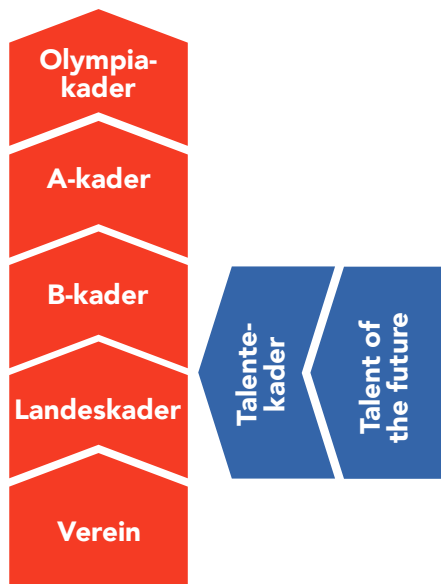 Olympia-
kader
A-kader
B-kader
Landeskader
Verein
Talente-
kader
Talent of
the future